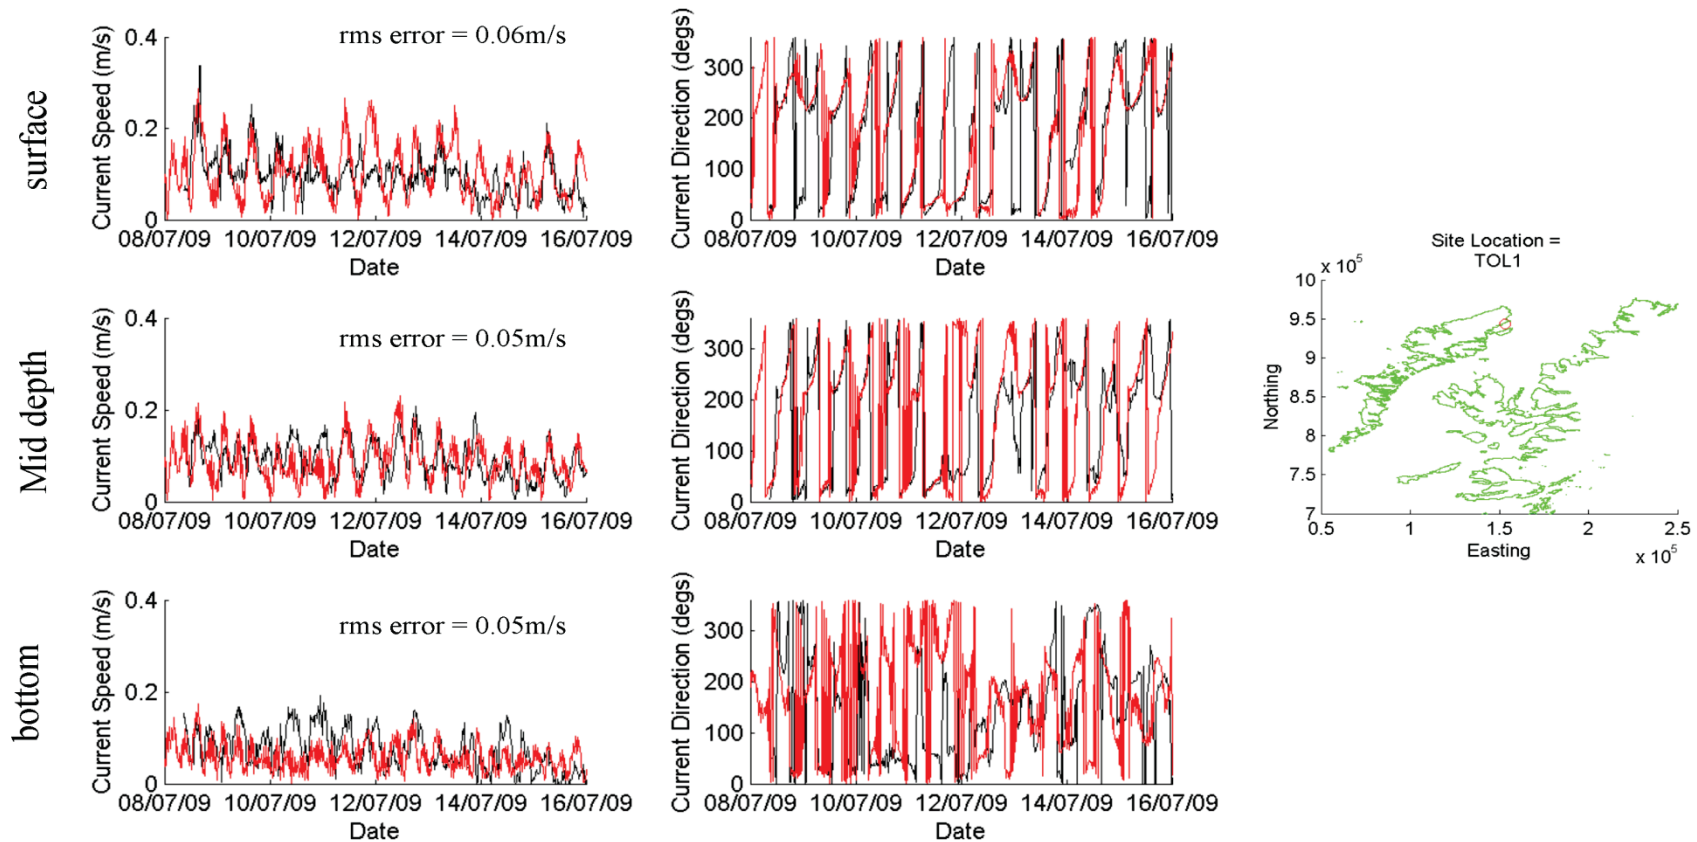 surface
rms error = 0.06m/s
Current Speed (m/s)
0.4
0.2
0
08/07/09 10/07/09 12/07/09 14/07/09 16/07/09
Date
Current Direction (degs)
300
200
100
0
08/07/09 10/07/09 12/07/09 14/07/09 16/07/09
Date
Mid depth
rms error = 0.05m/s
Current Speed (m/s)
0.4
0.2
0
08/07/09 10/07/09 12/07/09 14/07/09 16/07/09
Date
Current Direction (degs)
300
200
100
0
08/07/09 10/07/09 12/07/09 14/07/09 16/07/09
Date
bottom
rms error = 0.05m/s
Current Speed (m/s)
0.4
0.2
0
08/07/09 10/07/09 12/07/09 14/07/09 16/07/09
Date
Current Direction (degs)
300
200
100
0
08/07/09 10/07/09 12/07/09 14/07/09 16/07/09
Date
Site Location =
TOL1
x 10⁵
Northing
10
9.5
9
8.5
8
7.5
7
0.5 1 1.5 2 2.5
Easting
x 10⁵